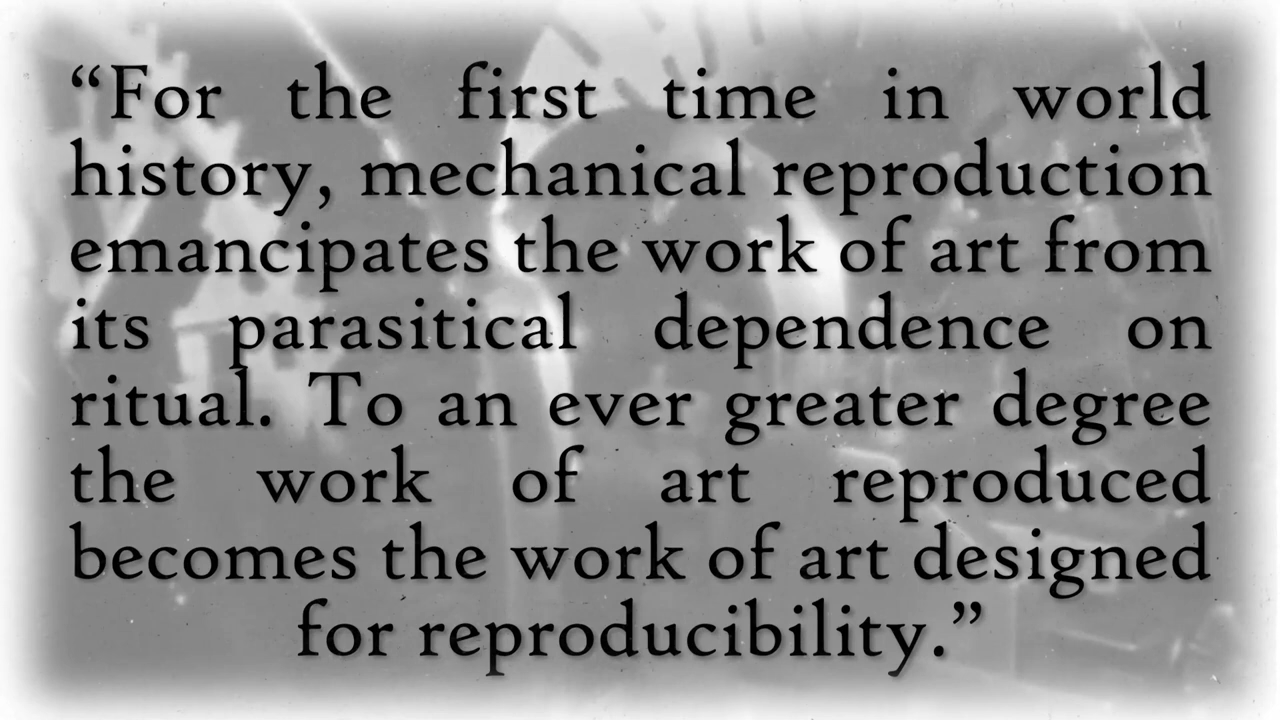 “For the first time in world
history, mechanical reproduction
emancipates the work of art from
its parasitical dependence on
ritual. To an ever greater degree
the work of art reproduced
becomes the work of art designed
for reproducibility.”